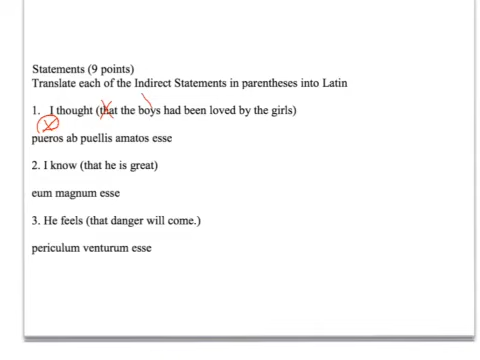 Statements (9 points)
Translate each of the Indirect Statements in parentheses into Latin
1. I thought (that the boys had been loved by the girls)
pueros ab puellis amatos esse
2. I know (that he is great)
eum magnum esse
3. He feels (that danger will come.)
periculum venturum esse